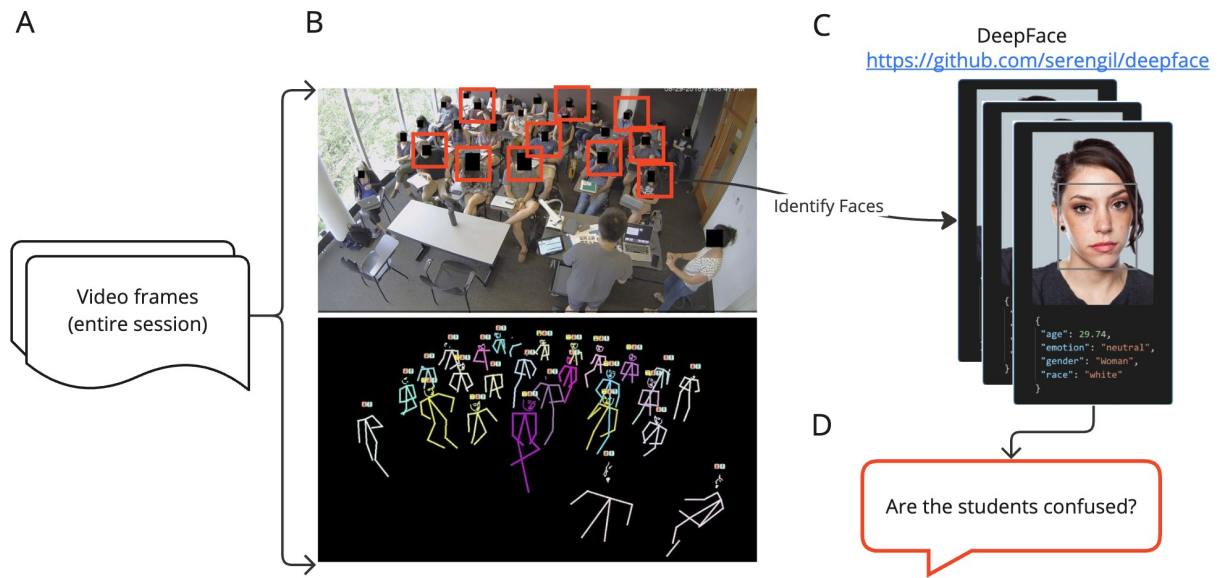 A
B
C
DeepFace
https://github.com/serengil/deepface
Video frames
(entire session)
Identify Faces
{
{
"age": 29.74,
"emotion": "neutral",
"gender": "Woman",
"race": "white"
}
}
D
Are the students confused?